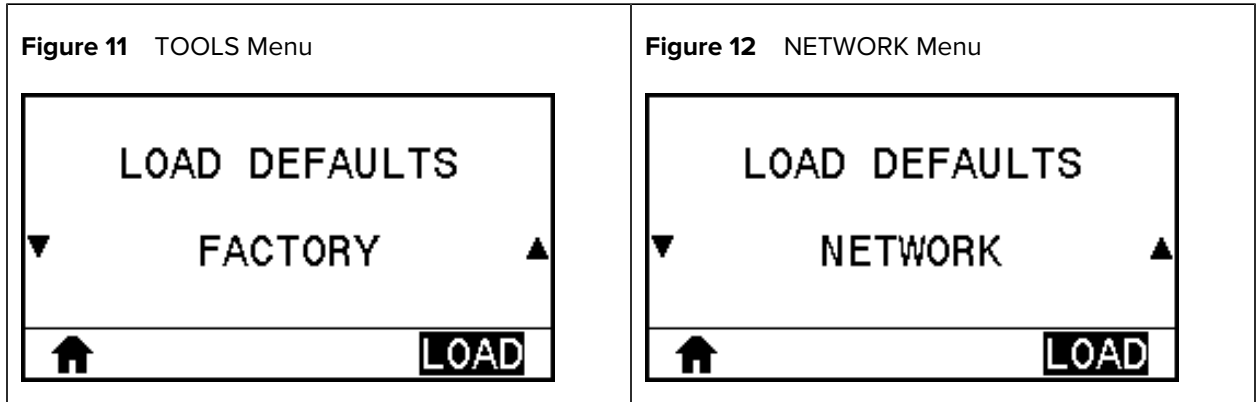 Figure 11 TOOLS Menu
LOAD DEFAULTS
FACTORY
LOAD
Figure 12 NETWORK Menu
LOAD DEFAULTS
NETWORK
LOAD